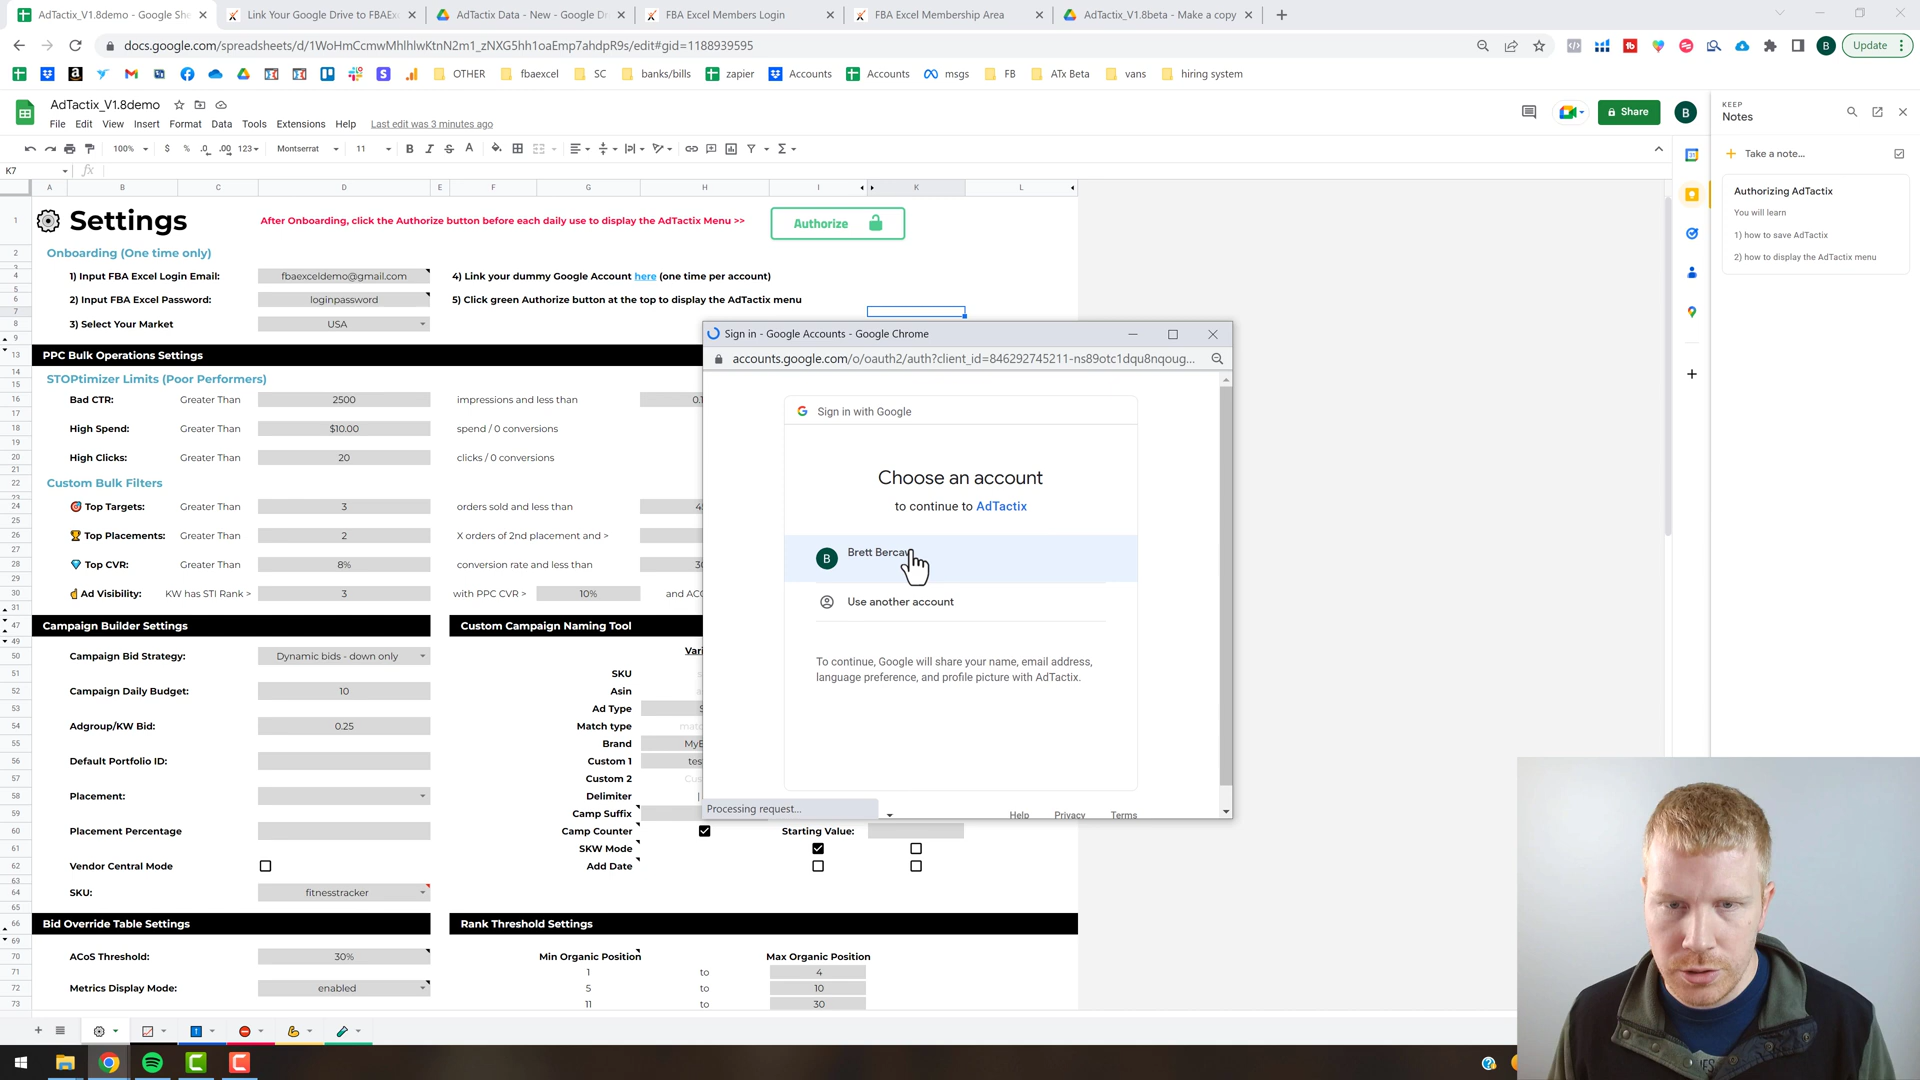 AdTactix_V1.8demo - Google She
Link Your Google Drive to FBAExc
AdTactix Data - New - Google Dr
FBA Excel Members Login
FBA Excel Membership Area
AdTactix_V1.8beta - Make a copy
docs.google.com/spreadsheets/d/1WoHmCcmwMhlhlwKtnN2m1_zNXG5hh1oaEmp7ahdpR9s/edit#gid=1188939595
B
Update
OTHER
fbaexcel
SC
banks/bills
zapier
Accounts
Accounts
msgs
FB
ATx Beta
vans
hiring system
AdTactix_V1.8demo
File Edit View Insert Format Data Tools Extensions Help Last edit was 3 minutes ago
Share
B
KEEP
Notes
100% $ % .0 .00 123 Montserrat 11 B I S A
Take a note...
K7
fx
A B C D E F G H I K L
Authorizing AdTactix
You will learn
1) how to save AdTactix
2) how to display the AdTactix menu
Settings
After Onboarding, click the Authorize button before each daily use to display the AdTactix Menu >>
Authorize
Onboarding (One time only)
1) Input FBA Excel Login Email:
fbaexceldemo@gmail.com
4) Link your dummy Google Account here (one time per account)
2) Input FBA Excel Password:
loginpassword
5) Click green Authorize button at the top to display the AdTactix menu
3) Select Your Market
USA
PPC Bulk Operations Settings
STOPtimizer Limits (Poor Performers)
Bad CTR: Greater Than 2500 impressions and less than 0.1
High Spend: Greater Than $10.00 spend / 0 conversions
High Clicks: Greater Than 20 clicks / 0 conversions
Custom Bulk Filters
Top Targets: Greater Than 3 orders sold and less than
Top Placements: Greater Than 2 X orders of 2nd placement and >
Top CVR: Greater Than 8% conversion rate and less than
Ad Visibility: KW has STI Rank > 3 with PPC CVR > 10% and ACO
Campaign Builder Settings
Custom Campaign Naming Tool
Campaign Bid Strategy: Dynamic bids - down only
Campaign Daily Budget: 10
Adgroup/KW Bid: 0.25
Default Portfolio ID:
Placement:
Placement Percentage
Vendor Central Mode
SKU: fitnesstracker
Vari
SKU
Asin
Ad Type
Match type
Brand
Custom 1
Custom 2
Delimiter |
Camp Suffix
Camp Counter
Starting Value:
SKW Mode
Add Date
Bid Override Table Settings
Rank Threshold Settings
ACoS Threshold: 30%
Metrics Display Mode: enabled
Min Organic Position
Max Organic Position
1 to 4
5 to 10
11 to 30
Sign in - Google Accounts - Google Chrome
accounts.google.com/o/oauth2/auth?client_id=846292745211-ns89otc1dqu8nqoug...
Sign in with Google
Choose an account
to continue to AdTactix
B
Brett Bercaw
Use another account
To continue, Google will share your name, email address,
language preference, and profile picture with AdTactix.
Processing request...
Help Privacy Terms